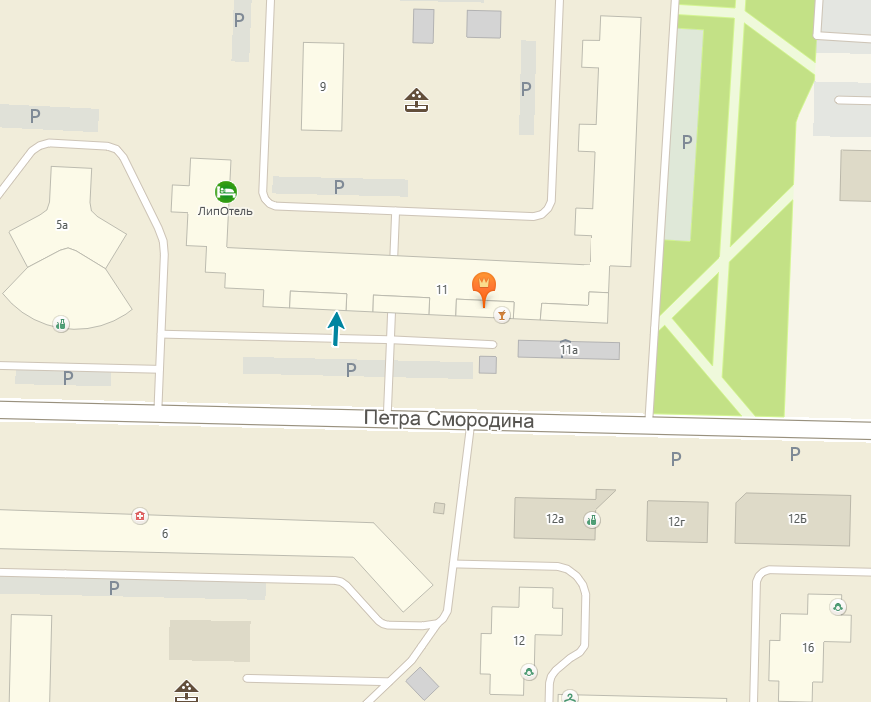 P
9
P
P
P
P
ЛипОтель
5а
11
11а
P
P
Петра Смородина
P
P
12а
12г
12Б
6
P
12
16